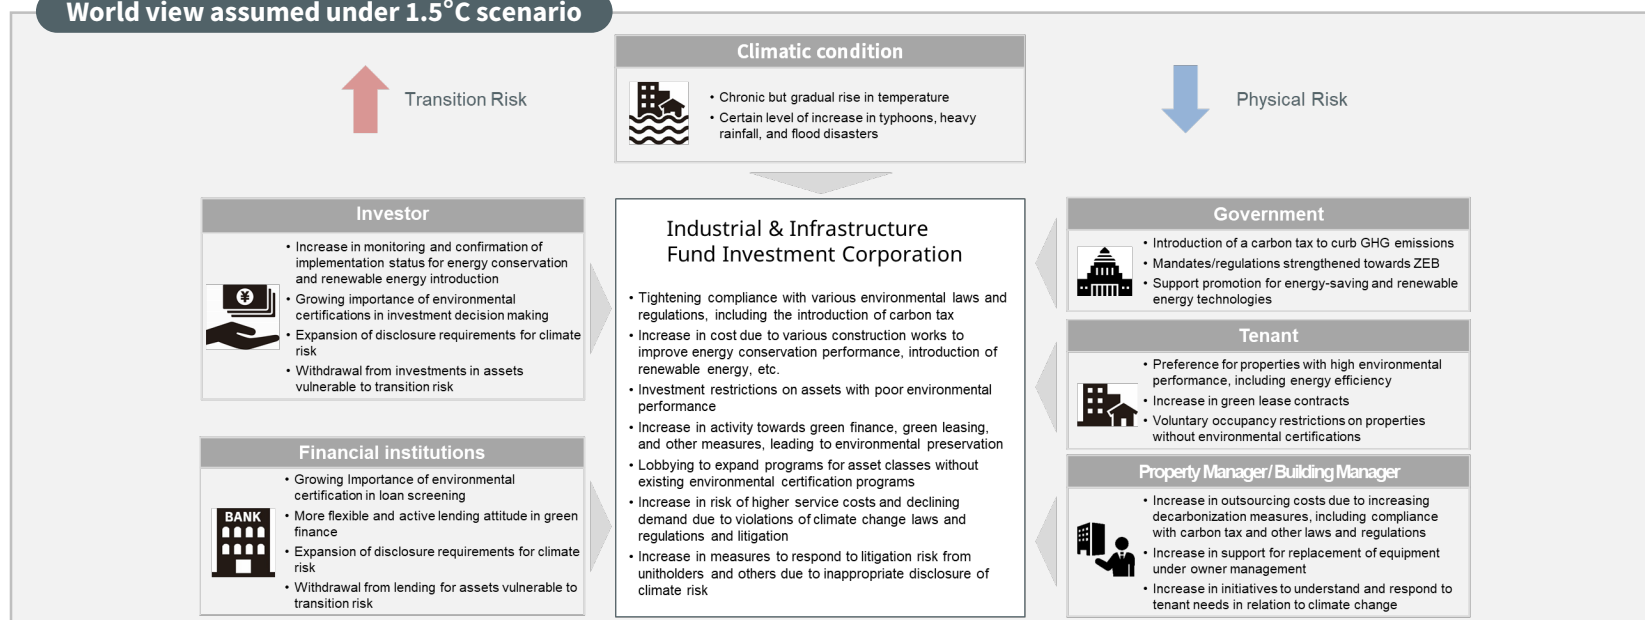 World view assumed under 1.5°C scenario
Transition Risk
Climatic condition
• Chronic but gradual rise in temperature
• Certain level of increase in typhoons, heavy
rainfall, and flood disasters
Physical Risk
Investor
• Increase in monitoring and confirmation of
implementation status for energy conservation
and renewable energy introduction
• Growing importance of environmental
certifications in investment decision making
• Expansion of disclosure requirements for climate
risk
• Withdrawal from investments in assets
vulnerable to transition risk
¥
Financial institutions
• Growing Importance of environmental
certification in loan screening
• More flexible and active lending attitude in green
finance
• Expansion of disclosure requirements for climate
risk
• Withdrawal from lending for assets vulnerable to
transition risk
BANK
Industrial & Infrastructure
Fund Investment Corporation
• Tightening compliance with various environmental laws and
regulations, including the introduction of carbon tax
• Increase in cost due to various construction works to
improve energy conservation performance, introduction of
renewable energy, etc.
• Investment restrictions on assets with poor environmental
performance
• Increase in activity towards green finance, green leasing,
and other measures, leading to environmental preservation
• Lobbying to expand programs for asset classes without
existing environmental certification programs
• Increase in risk of higher service costs and declining
demand due to violations of climate change laws and
regulations and litigation
• Increase in measures to respond to litigation risk from
unitholders and others due to inappropriate disclosure of
climate risk
Government
• Introduction of a carbon tax to curb GHG emissions
• Mandates/regulations strengthened towards ZEB
• Support promotion for energy-saving and renewable
energy technologies
Tenant
• Preference for properties with high environmental
performance, including energy efficiency
• Increase in green lease contracts
• Voluntary occupancy restrictions on properties
without environmental certifications
Property Manager/Building Manager
• Increase in outsourcing costs due to increasing
decarbonization measures, including compliance
with carbon tax and other laws and regulations
• Increase in support for replacement of equipment
under owner management
• Increase in initiatives to understand and respond to
tenant needs in relation to climate change